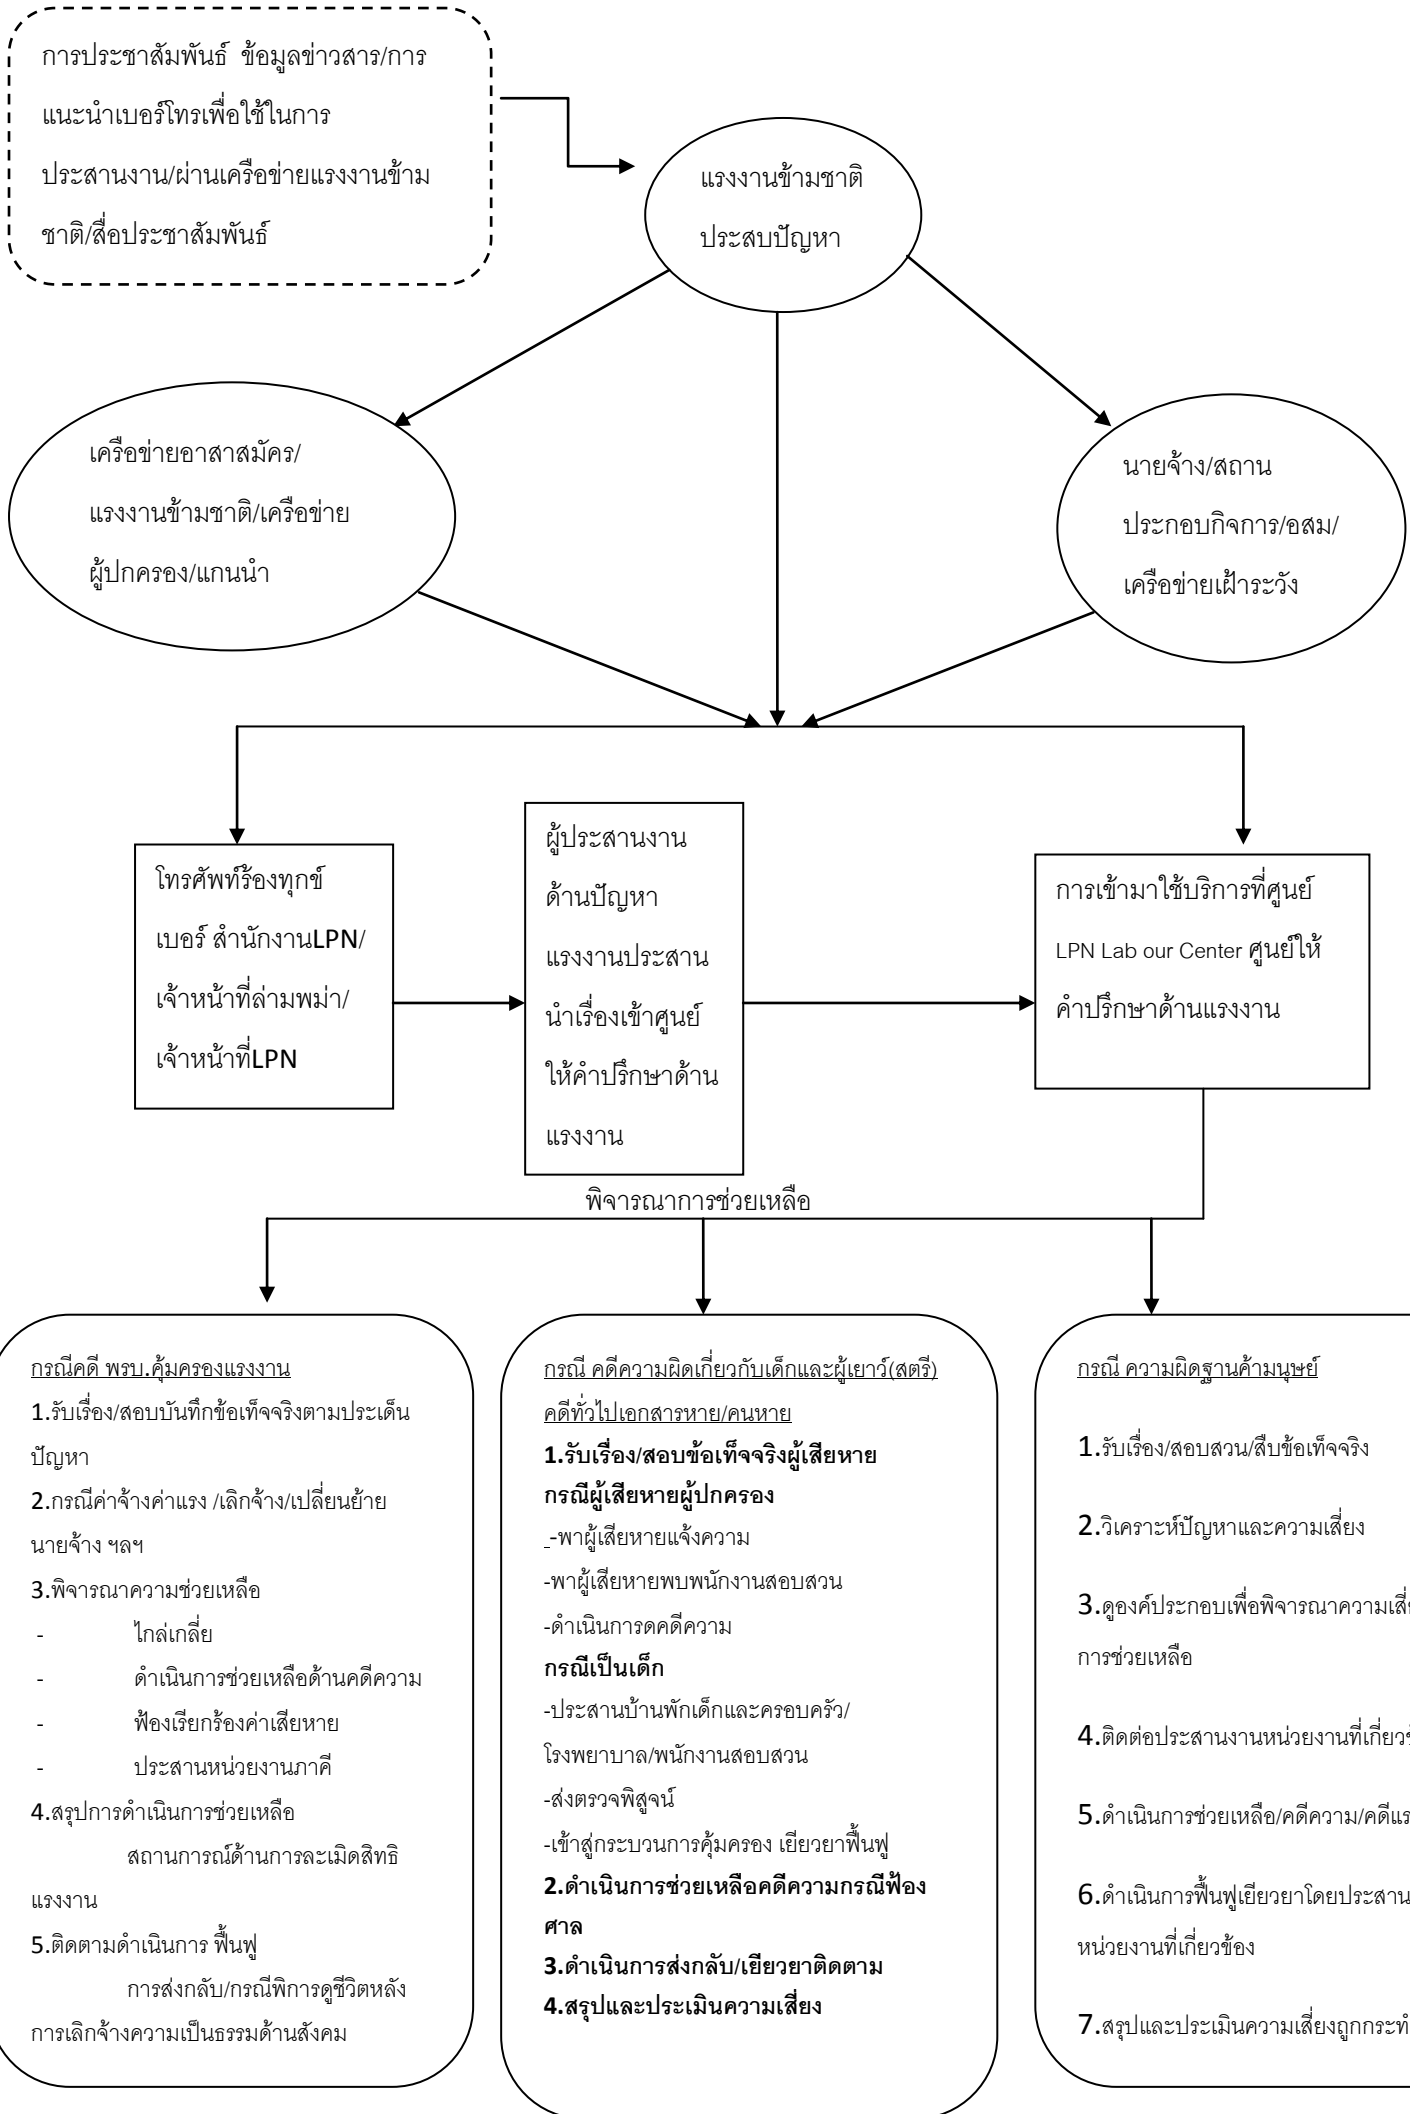 การประชาสัมพันธ์ ข้อมูลข่าวสาร/การ
แนะนำเบอร์โทรเพื่อใช้ในการ
ประสานงาน/ผ่านเครือข่ายแรงงานข้าม
ชาติ/สื่อประชาสัมพันธ์
แรงงานข้ามชาติ
ประสบปัญหา
เครือข่ายอาสาสมัคร/
แรงงานข้ามชาติ/เครือข่าย
ผู้ปกครอง/แกนนำ
นายจ้าง/สถาน
ประกอบกิจการ/อสม/
เครือข่ายเฝ้าระวัง
โทรศัพท์ร้องทุกข์
เบอร์ สำนักงานLPN/
เจ้าหน้าที่ล่ามพม่า/
เจ้าหน้าที่LPN
ผู้ประสานงาน
ด้านปัญหา
แรงงานประสาน
นำเรื่องเข้าศูนย์
ให้คำปรึกษาด้าน
แรงงาน
การเข้ามาใช้บริการที่ศูนย์
LPN Lab our Center ศูนย์ให้
คำปรึกษาด้านแรงงาน
พิจารณาการช่วยเหลือ
กรณีคดี พรบ.คุ้มครองแรงงาน
1.รับเรื่อง/สอบบันทึกข้อเท็จจริงตามประเด็น
ปัญหา
2.กรณีค่าจ้างค่าแรง /เลิกจ้าง/เปลี่ยนย้าย
นายจ้าง ฯลฯ
3.พิจารณาความช่วยเหลือ
- ไกล่เกลี่ย
- ดำเนินการช่วยเหลือด้านคดีความ
- ฟ้องเรียกร้องค่าเสียหาย
- ประสานหน่วยงานภาคี
4.สรุปการดำเนินการช่วยเหลือ
สถานการณ์ด้านการละเมิดสิทธิ
แรงงาน
5.ติดตามดำเนินการ ฟื้นฟู
การส่งกลับ/กรณีพิการดูชีวิตหลัง
การเลิกจ้างความเป็นธรรมด้านสังคม
กรณี คดีความผิดเกี่ยวกับเด็กและผู้เยาว์(สตรี)
คดีทั่วไปเอกสารหาย/คนหาย
1.รับเรื่อง/สอบข้อเท็จจริงผู้เสียหาย
กรณีผู้เสียหายผู้ปกครอง
-พาผู้เสียหายแจ้งความ
-พาผู้เสียหายพบพนักงานสอบสวน
-ดำเนินการดคดีความ
กรณีเป็นเด็ก
-ประสานบ้านพักเด็กและครอบครัว/
โรงพยาบาล/พนักงานสอบสวน
-ส่งตรวจพิสูจน์
-เข้าสู่กระบวนการคุ้มครอง เยียวยาฟื้นฟู
2.ดำเนินการช่วยเหลือคดีความกรณีฟ้อง
ศาล
3.ดำเนินการส่งกลับ/เยียวยาติดตาม
4.สรุปและประเมินความเสี่ยง
กรณี ความผิดฐานค้ามนุษย์
1.รับเรื่อง/สอบสวน/สืบข้อเท็จจริง
2.วิเคราะห์ปัญหาและความเสี่ยง
3.ดูองค์ประกอบเพื่อพิจารณา
การช่วยเหลือ
4.ติดต่อประสานงานหน่วยงานที่
5.ดำเนินการช่วยเหลือ/คดีความ/
6.ดำเนินการฟื้นฟูเยียวยาโดยประสาน
หน่วยงานที่เกี่ยวข้อง
7.สรุปและประเมินความเสี่ยงถูกกระทำ